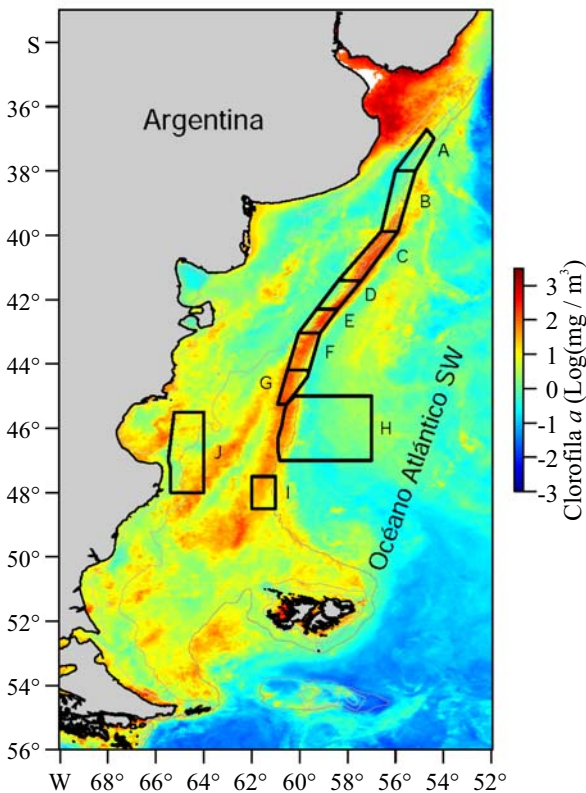 S
36°
38°
40°
42°
44°
46°
48°
50°
52°
54°
56°
W 68° 66° 64° 62° 60° 58° 56° 54° 52°
Argentina
A
B
C
D
E
F
G
H
I
J
Océano Atlántico SW
3
2
1
0
-1
-2
-3
Clorofila a (Log(mg / m³)